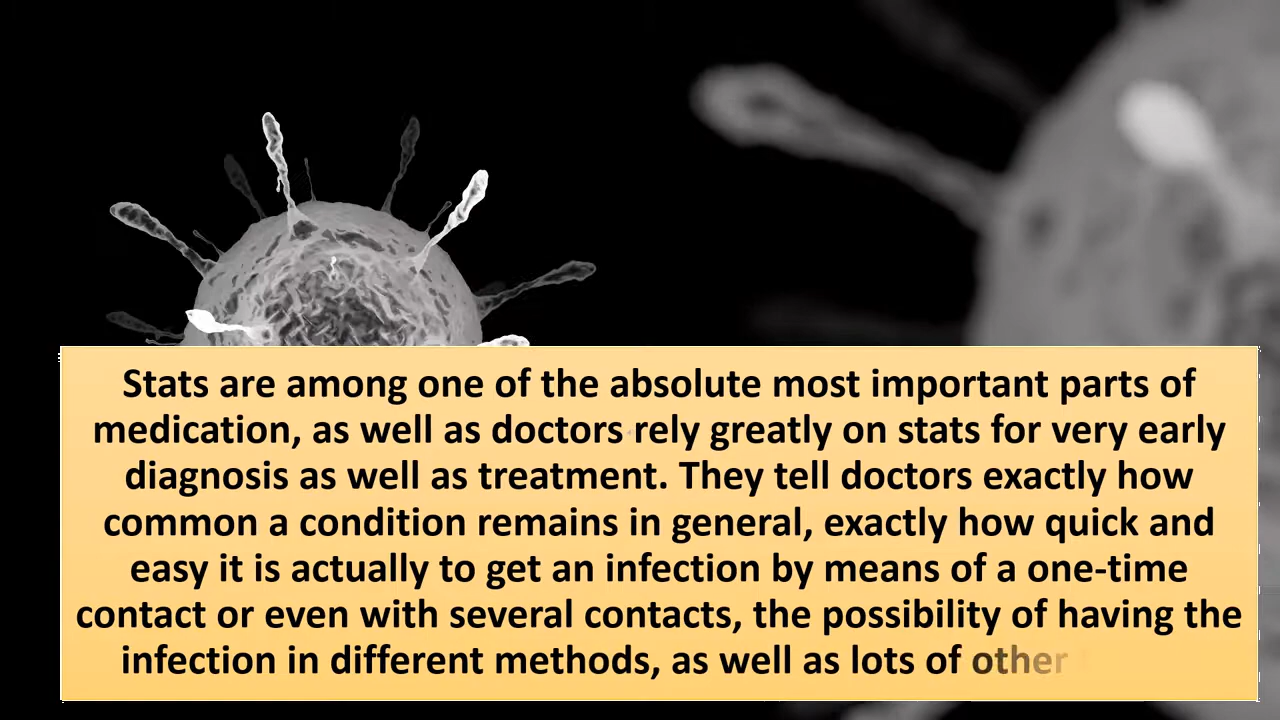 Stats are among one of the absolute most important parts of
medication, as well as doctors rely greatly on stats for very early
diagnosis as well as treatment. They tell doctors exactly how
common a condition remains in general, exactly how quick and
easy it is actually to get an infection by means of a one-time
contact or even with several contacts, the possibility of having the
infection in different methods, as well as lots of other